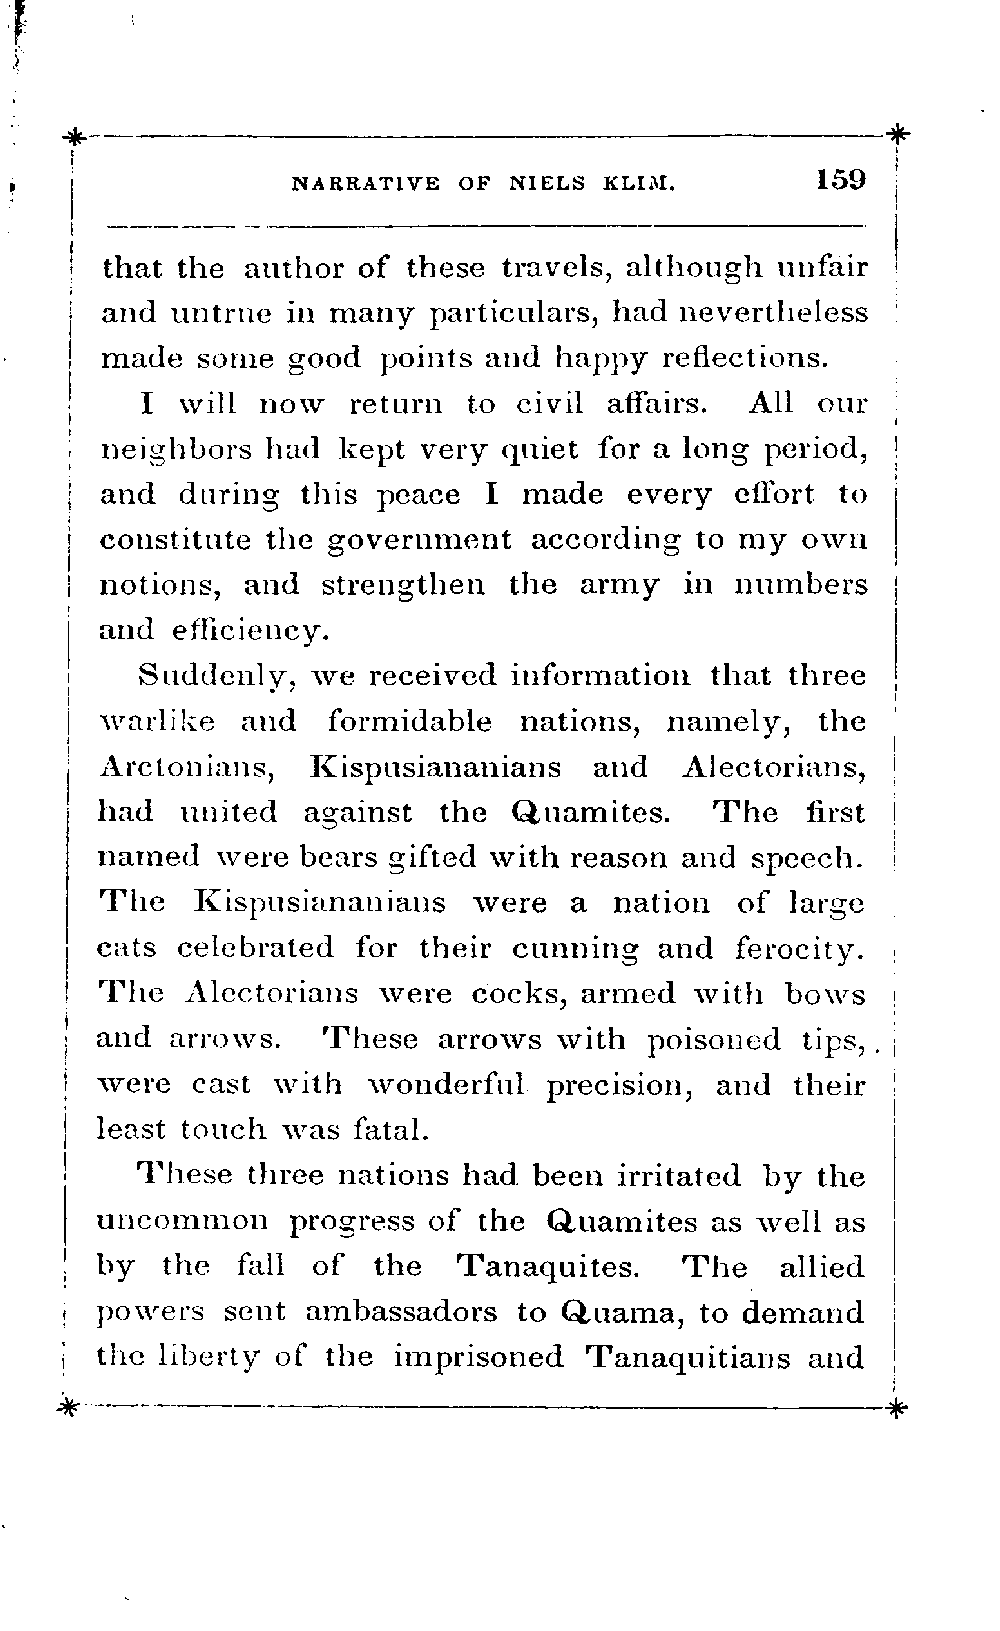 NARRATIVE OF NIELS KLIM. 159
that the author of these travels, although unfair
and untrue in many particulars, had nevertheless
made some good points and happy reflections.
I will now return to civil affairs. All our
neighbors had kept very quiet for a long period,
and during this peace I made every effort to
constitute the government according to my own
notions, and strengthen the army in numbers
and efficiency.
Suddenly, we received information that three
warlike and formidable nations, namely, the
Arctonians, Kispusiananians and Alectorians,
had united against the Quamites. The first
named were bears gifted with reason and speech.
The Kispusiananians were a nation of large
cats celebrated for their cunning and ferocity.
The Alectorians were cocks, armed with bows
and arrows. These arrows with poisoned tips,
were cast with wonderful precision, and their
least touch was fatal.
These three nations had been irritated by the
uncommon progress of the Quamites as well as
by the fall of the Tanaquites. The allied
powers sent ambassadors to Quama, to demand
the liberty of the imprisoned Tanaquitians and